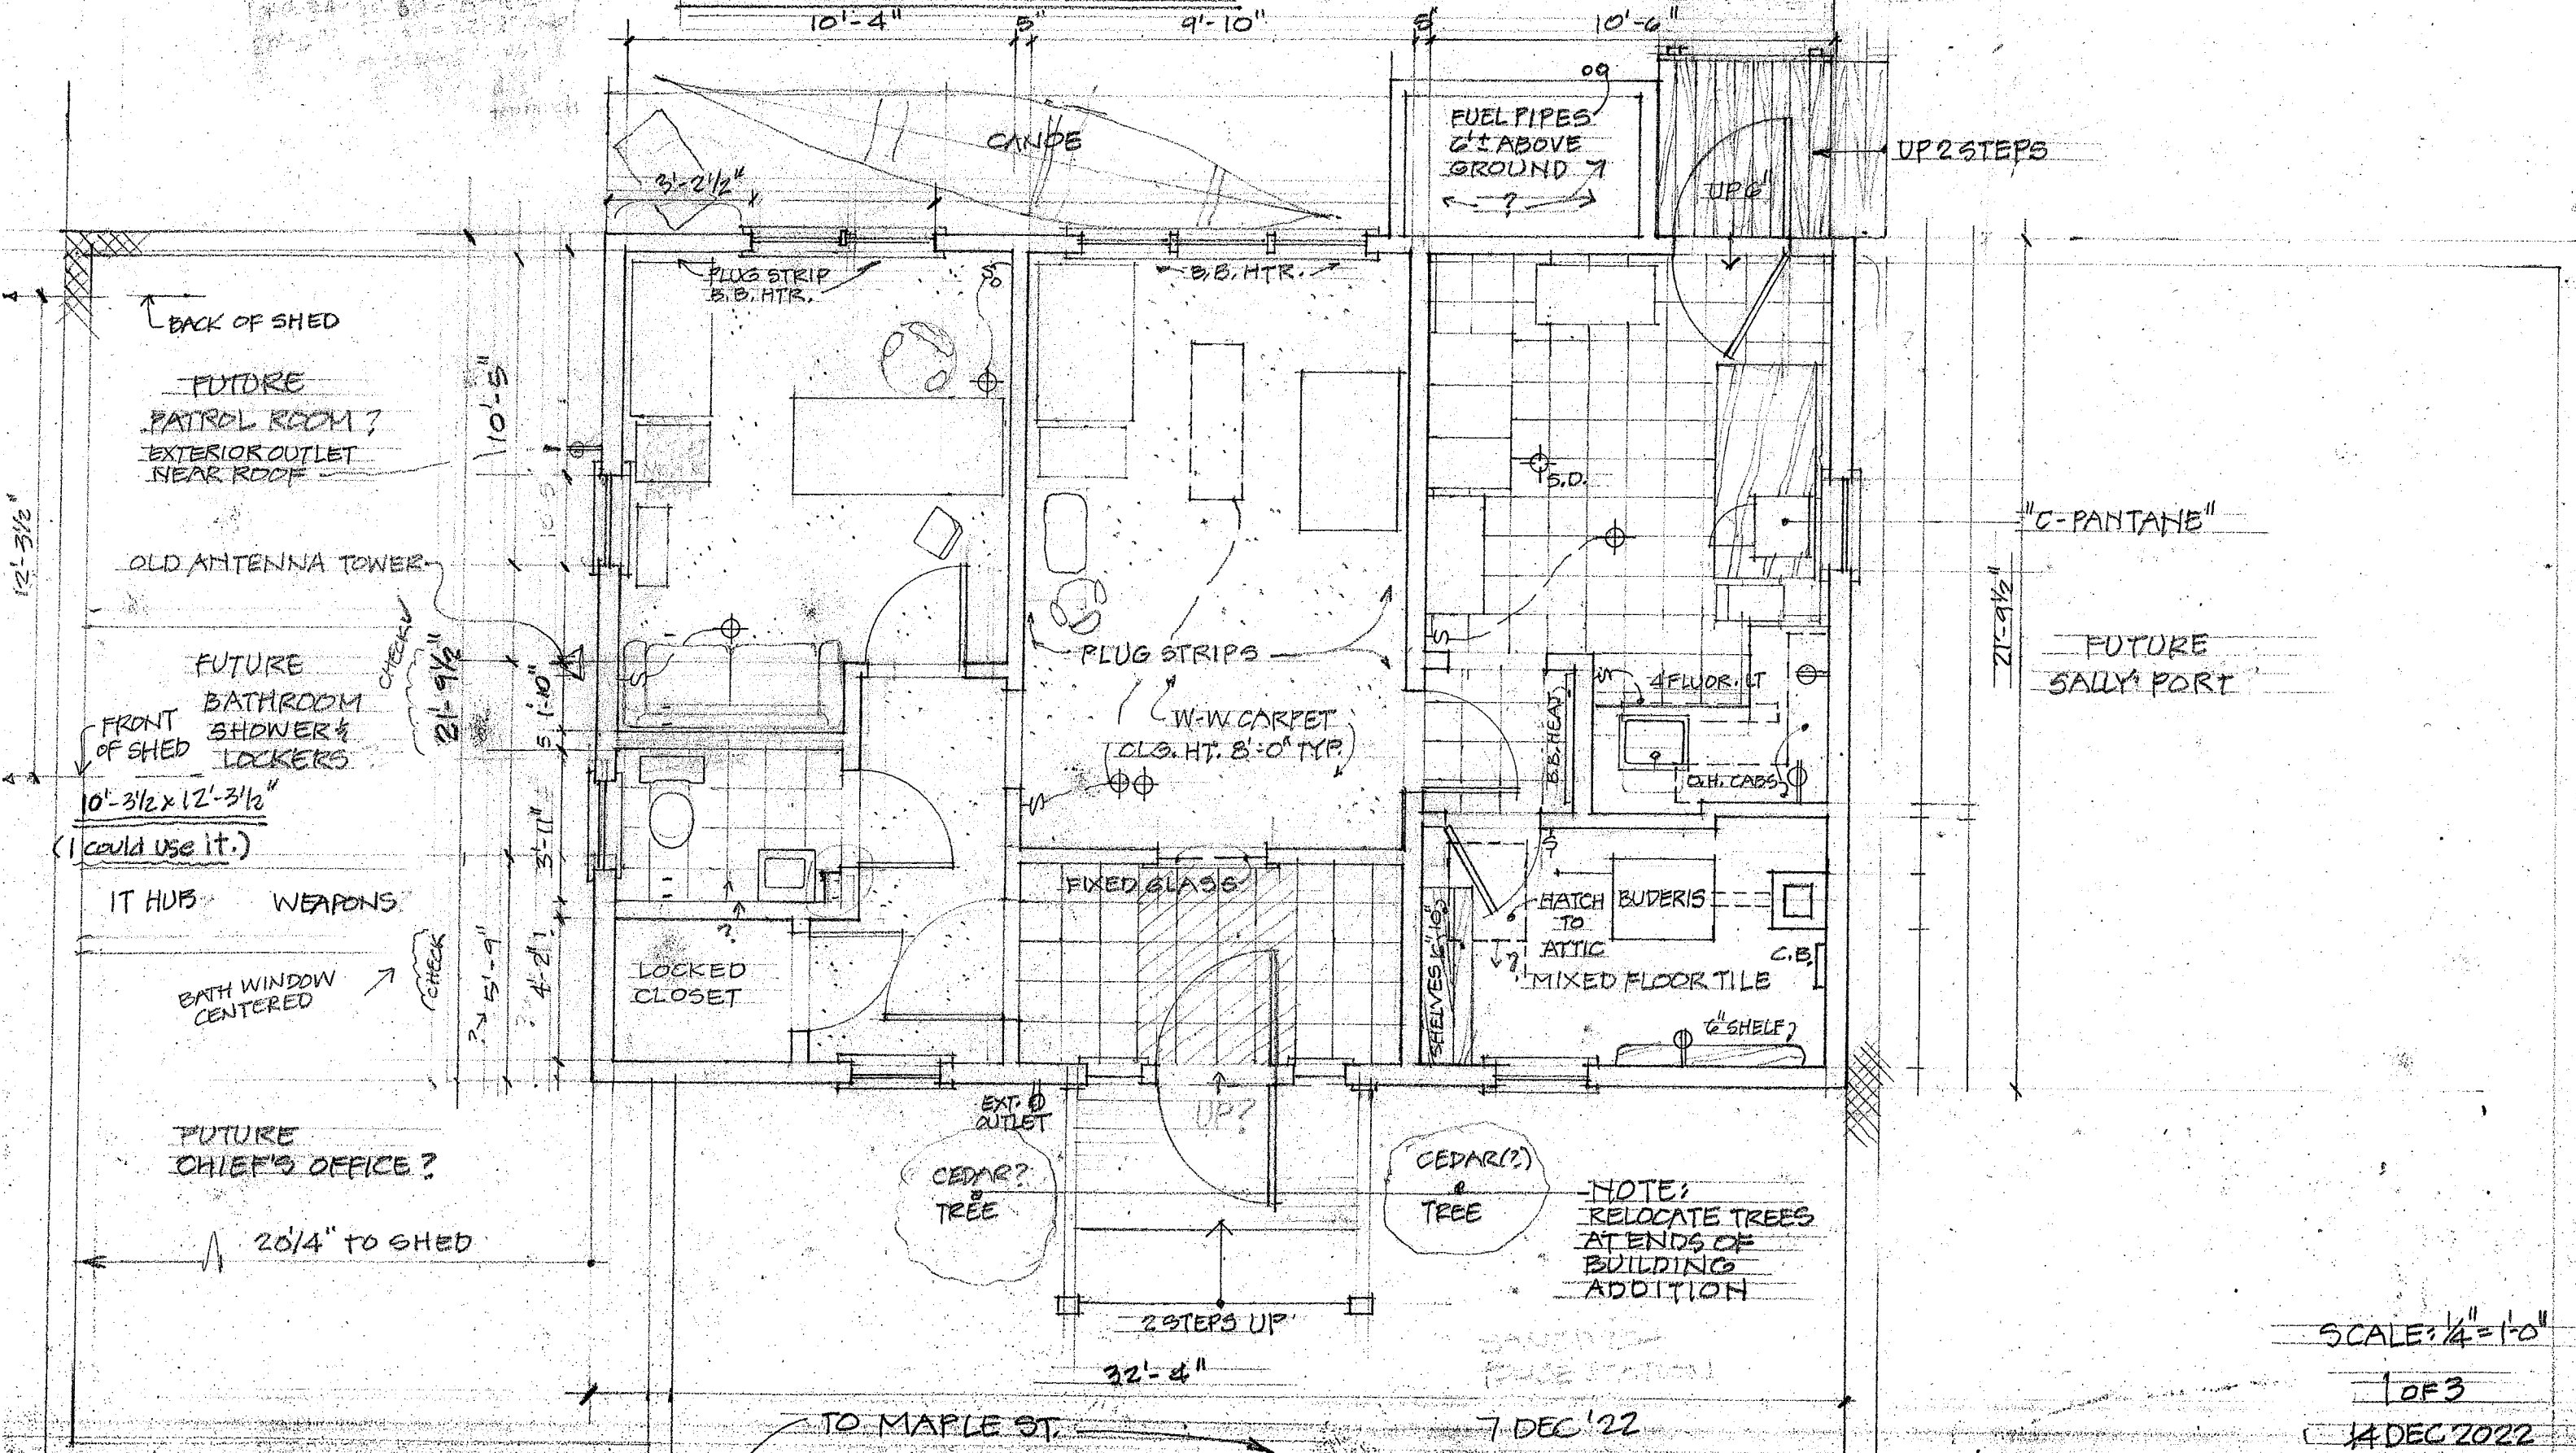 10'-4" 5" 9'-10" 5" 10'-6"
CANOE
FUEL PIPES
6'± ABOVE
GROUND
?
UP 2 STEPS
UP 6"
3'-2½"
PLUG STRIP
B.B. HTR.
B.B. HTR.
BACK OF SHED
FUTURE
PATROL ROOM?
EXTERIOR OUTLET
NEAR ROOF
10'-5"
12'-3½"
S.D.
"C-PANTANE"
OLD ANTENNA TOWER
CHECK
21'-9½"
1'-10"
5
21'-9½"
FUTURE
SALLY PORT
FUTURE
BATHROOM
SHOWER &
LOCKERS
FRONT
OF SHED
10'-3½ x 12'-3½"
(I could use it.)
PLUG STRIPS
W-W. CARPET
CLG. HT. 8'-0" TYP.
4 FLUOR. LT
B.B. HEAT
O.H. CABS
3'-11"
IT HUB WEAPONS
BATH WINDOW
CENTERED
CHECK
? 5'-9"
4'-2"
?
LOCKED
CLOSET
FIXED GLASS
SHELVES 6" 10"
HATCH
TO
ATTIC
BUDERIS
C.B.
?
MIXED FLOOR TILE
6" SHELF
EXT.
OUTLET
UP?
FUTURE
CHIEF'S OFFICE?
CEDAR?
TREE
CEDAR(?)
TREE
NOTE:
RELOCATE TREES
AT ENDS OF
BUILDING
ADDITION
20'/4" TO SHED
2 STEPS UP
32'-4"
TO MAPLE ST.
7 DEC '22
SCALE: ¼" = 1'-0"
1 OF 3
14 DEC 2022